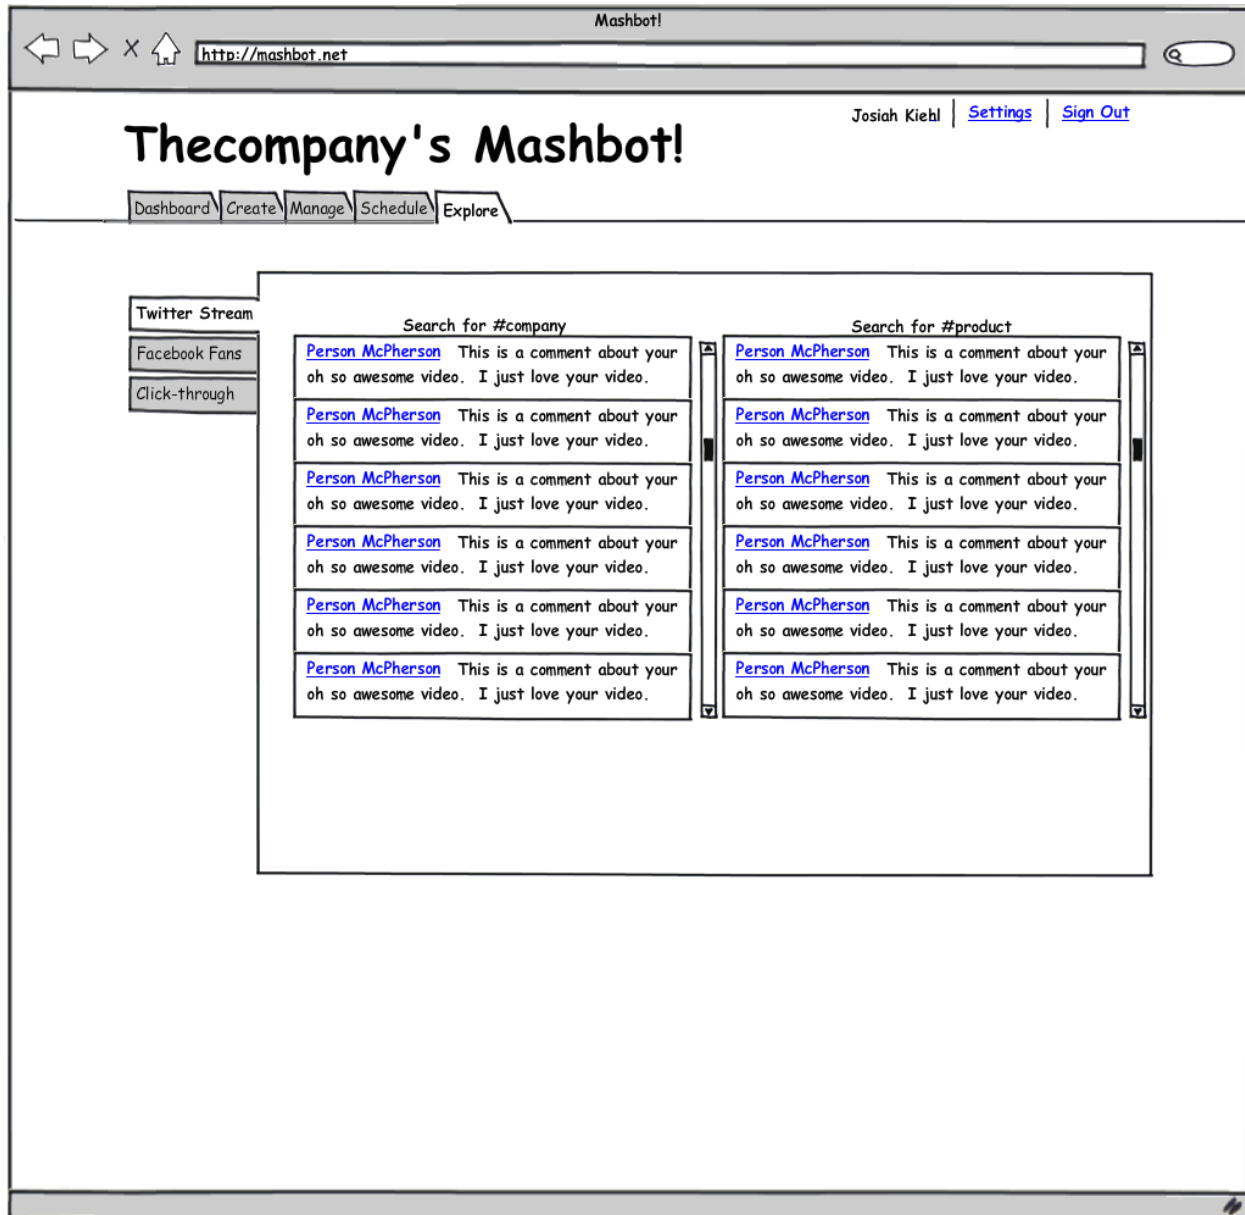 Mashbot!
http://mashbot.net
Josiah Kiehl Settings Sign Out
Thecompany's Mashbot!
Dashboard Create Manage Schedule Explore
Twitter Stream
Facebook Fans
Click-through
Search for #company
Person McPherson This is a comment about your
oh so awesome video. I just love your video.
Person McPherson This is a comment about your
oh so awesome video. I just love your video.
Person McPherson This is a comment about your
oh so awesome video. I just love your video.
Person McPherson This is a comment about your
oh so awesome video. I just love your video.
Person McPherson This is a comment about your
oh so awesome video. I just love your video.
Person McPherson This is a comment about your
oh so awesome video. I just love your video.
Search for #product
Person McPherson This is a comment about your
oh so awesome video. I just love your video.
Person McPherson This is a comment about your
oh so awesome video. I just love your video.
Person McPherson This is a comment about your
oh so awesome video. I just love your video.
Person McPherson This is a comment about your
oh so awesome video. I just love your video.
Person McPherson This is a comment about your
oh so awesome video. I just love your video.
Person McPherson This is a comment about your
oh so awesome video. I just love your video.